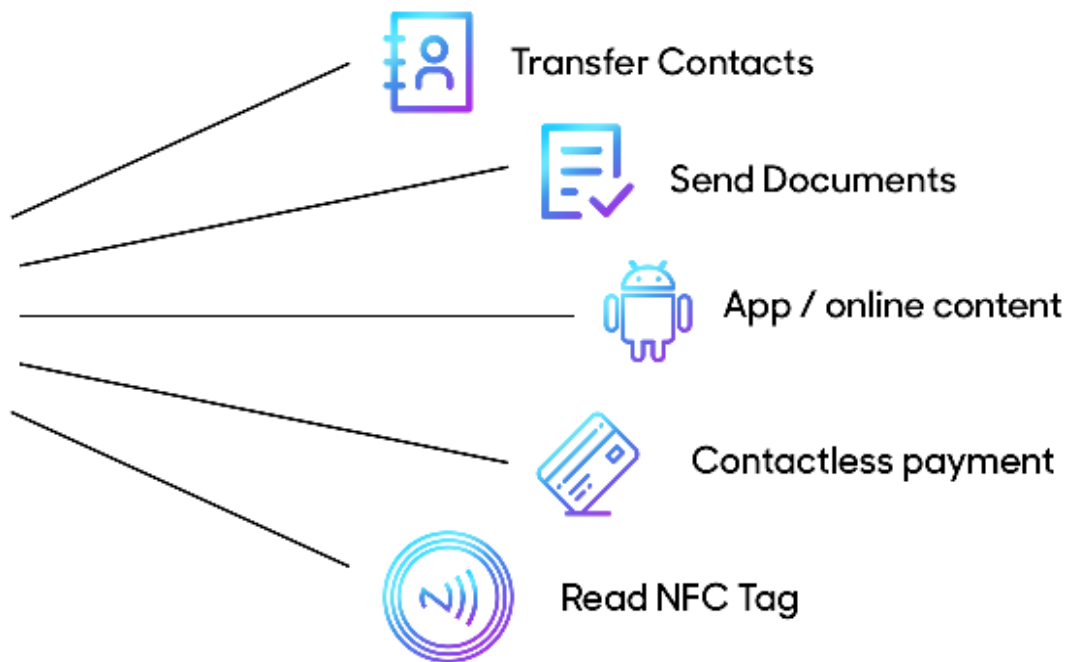 Transfer Contacts
Send Documents
App / online content
Contactless payment
Read NFC Tag